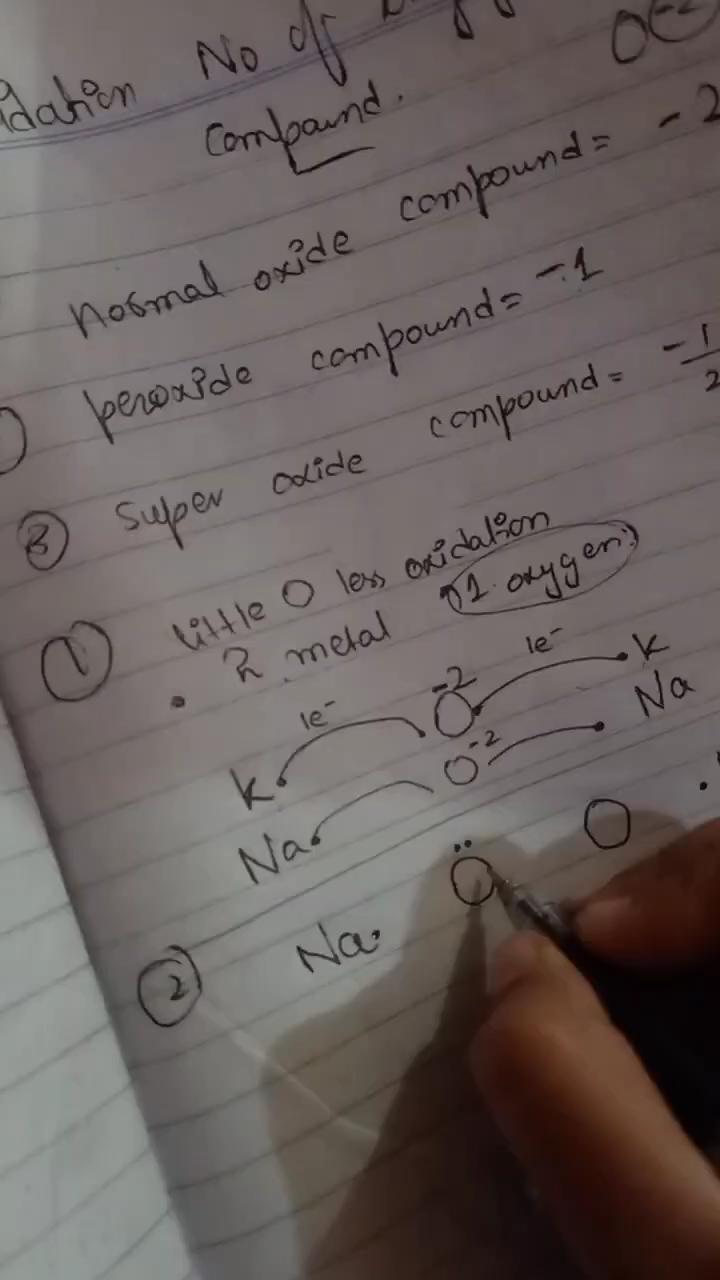 No of
O⁻²
compound.
Normal oxide compound = -2
peroxide compound = -1
③ Super oxide compound = -1/2
① little O less oxidation
• 2 metal 1 oxygen
K 1e⁻ O⁻² 1e⁻ K
Na O⁻² Na
② Na• O O